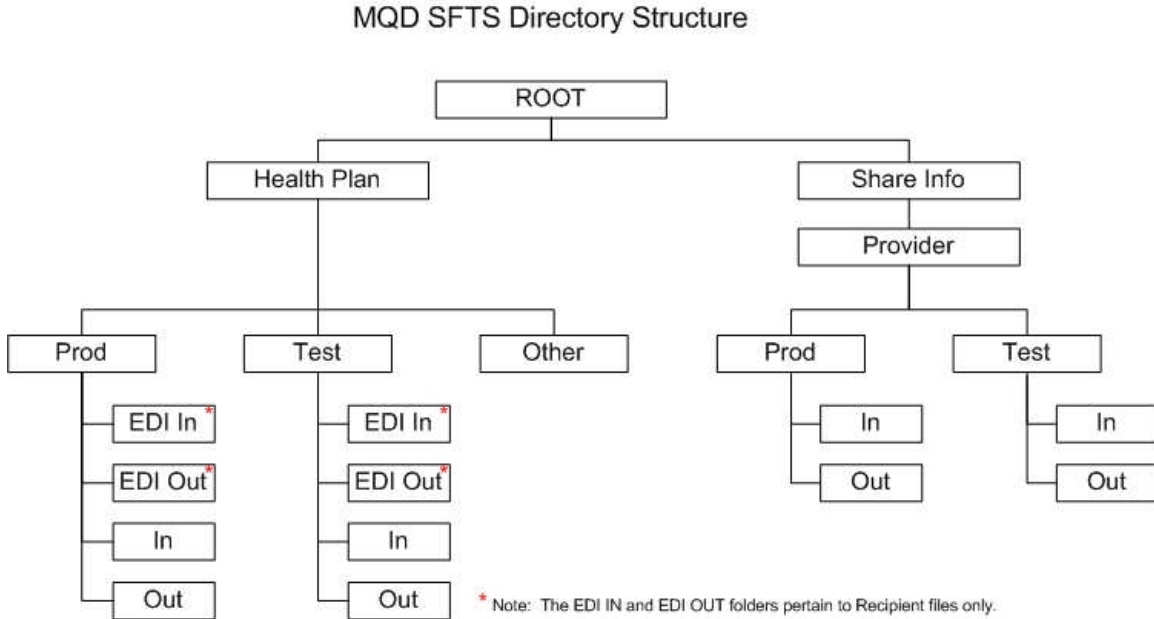 MQD SFTS Directory Structure
ROOT
Health Plan
Share Info
Provider
Prod
Test
Other
Prod
Test
EDI In*
EDI In*
In
In
EDI Out*
EDI Out*
Out
Out
In
In
Out
Out
* Note: The EDI IN and EDI OUT folders pertain to Recipient files only.